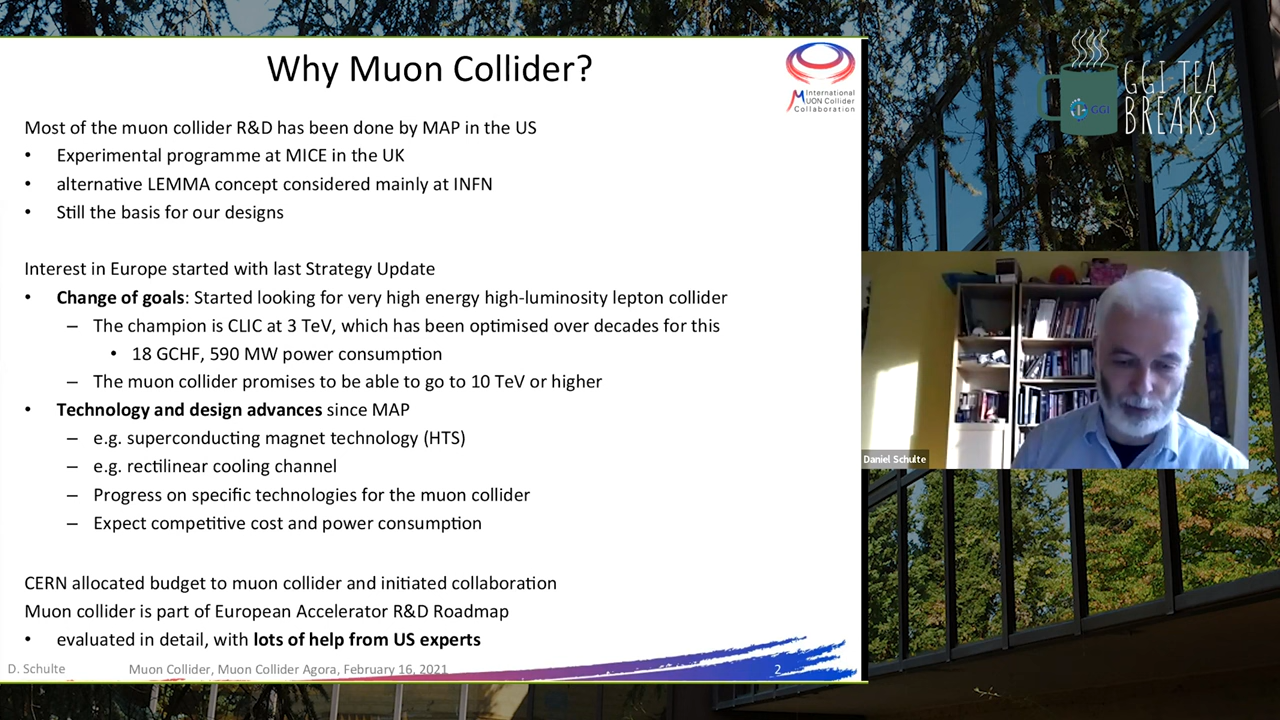 Why Muon Collider?
International
MUON Collider
Collaboration
Most of the muon collider R&D has been done by MAP in the US
• Experimental programme at MICE in the UK
• alternative LEMMA concept considered mainly at INFN
• Still the basis for our designs
Interest in Europe started with last Strategy Update
• Change of goals: Started looking for very high energy high-luminosity lepton collider
– The champion is CLIC at 3 TeV, which has been optimised over decades for this
• 18 GCHF, 590 MW power consumption
– The muon collider promises to be able to go to 10 TeV or higher
• Technology and design advances since MAP
– e.g. superconducting magnet technology (HTS)
– e.g. rectilinear cooling channel
– Progress on specific technologies for the muon collider
– Expect competitive cost and power consumption
CERN allocated budget to muon collider and initiated collaboration
Muon collider is part of European Accelerator R&D Roadmap
• evaluated in detail, with lots of help from US experts
D. Schulte Muon Collider, Muon Collider Agora, February 16, 2021 2
GGI
GGI TEA
BREAKS
Daniel Schulte